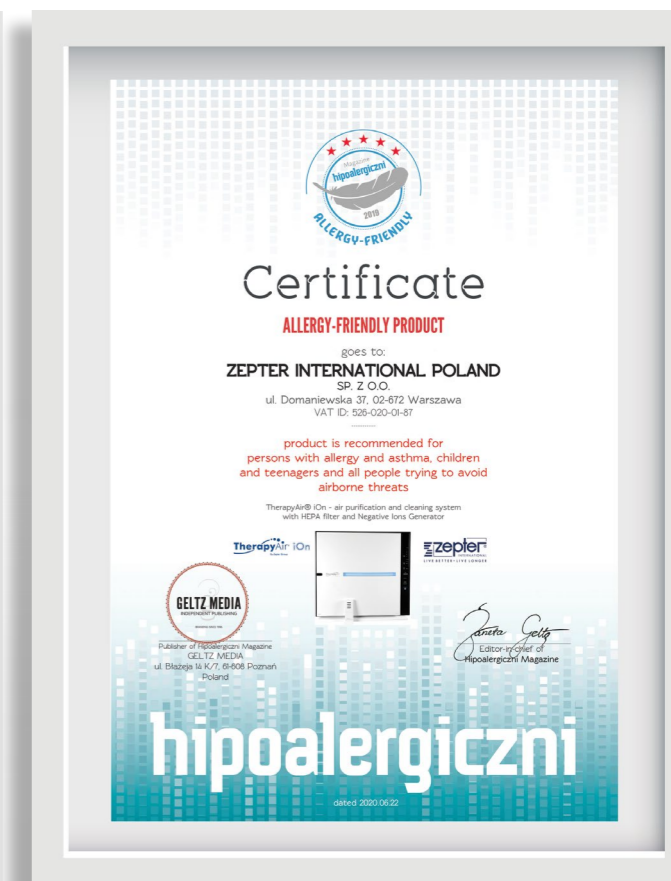 Magazine
hipoalergiczni
2019
ALLERGY-FRIENDLY
Certificate
ALLERGY-FRIENDLY PRODUCT
goes to:
ZEPTER INTERNATIONAL POLAND
SP. Z O.O.
ul. Domaniewska 37, 02-672 Warszawa
VAT ID: 526-020-01-87
product is recommended for
persons with allergy and asthma, children
and teenagers and all people trying to avoid
airborne threats
TherapyAir® iOn - air purification and cleaning system
with HEPA filter and Negative Ions Generator
TherapyAir iOn
zepter
INTERNATIONAL
LIVE BETTER • LIVE LONGER
GELTZ MEDIA
INDEPENDENT PUBLISHING
Publisher of Hipoalergiczni Magazine
GELTZ MEDIA
ul. Błażeja 14 K/7, 61-608 Poznań
Poland
Żaneta Geltz
Editor-in-chief of
Hipoalergiczni Magazine
hipoalergiczni
dated 2020.06.22